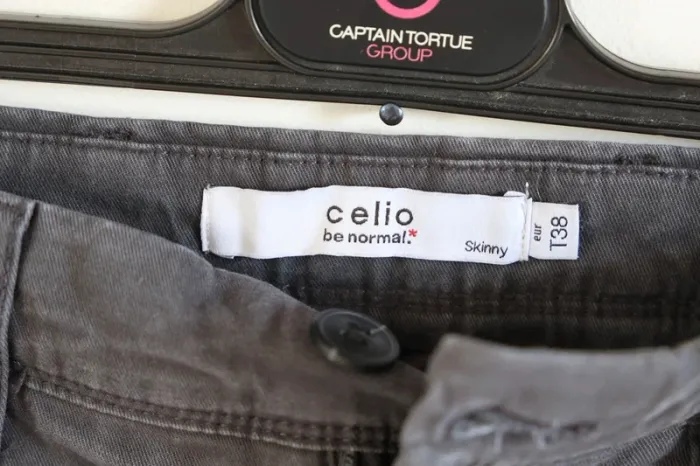 CAPTAIN TORTUE
GROUP
celio
be normal.*
Skinny
eur
T38